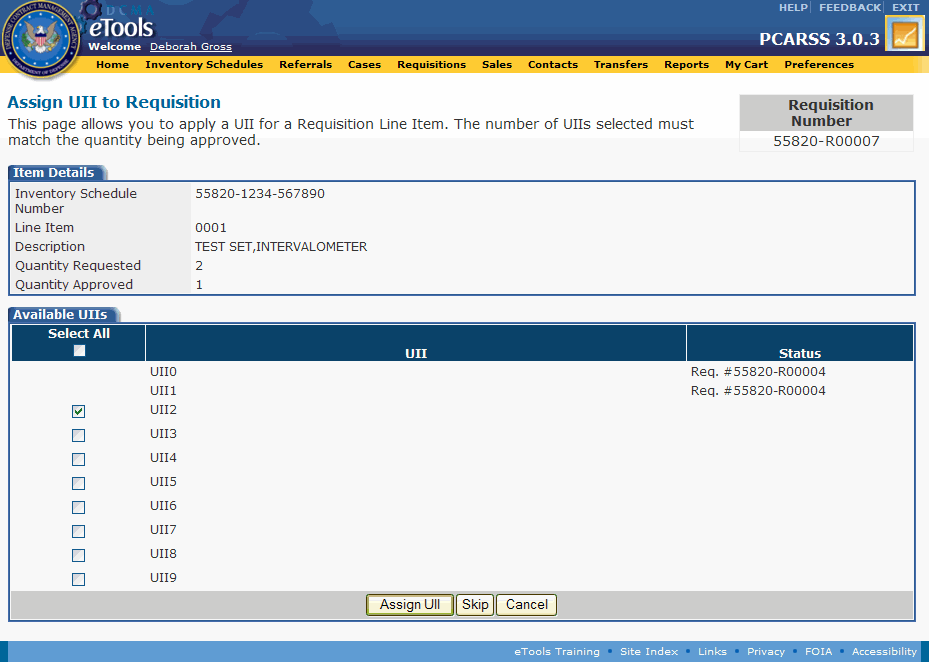 HELP | FEEDBACK | EXIT
DCMA
eTools
Welcome Deborah Gross
PCARSS 3.0.3
Home Inventory Schedules Referrals Cases Requisitions Sales Contacts Transfers Reports My Cart Preferences
Assign UII to Requisition
This page allows you to apply a UII for a Requisition Line Item. The number of UIIs selected must
match the quantity being approved.
Requisition
Number
55820-R00007
Item Details
Inventory Schedule
Number
55820-1234-567890
Line Item 0001
Description TEST SET,INTERVALOMETER
Quantity Requested 2
Quantity Approved 1
Available UIIs
Select All UII Status
UII0 Req. #55820-R00004
UII1 Req. #55820-R00004
UII2
UII3
UII4
UII5
UII6
UII7
UII8
UII9
Assign UII Skip Cancel
eTools Training • Site Index • Links • Privacy • FOIA • Accessibility